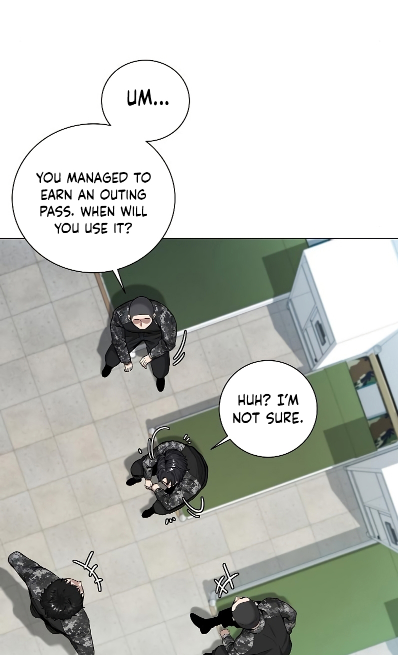 UM...
YOU MANAGED TO
EARN AN OUTING
PASS. WHEN WILL
YOU USE IT?
HUH? I'M
NOT SURE.